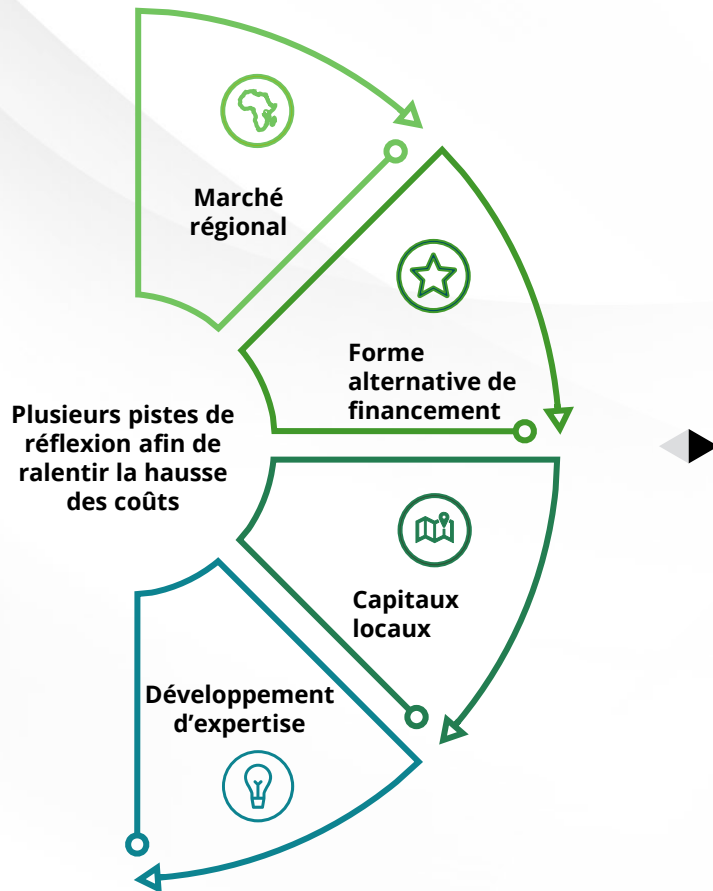 Marché
régional
Forme
alternative de
financement
Plusieurs pistes de
réflexion afin de
ralentir la hausse
des coûts
Capitaux
locaux
Développement
d'expertise